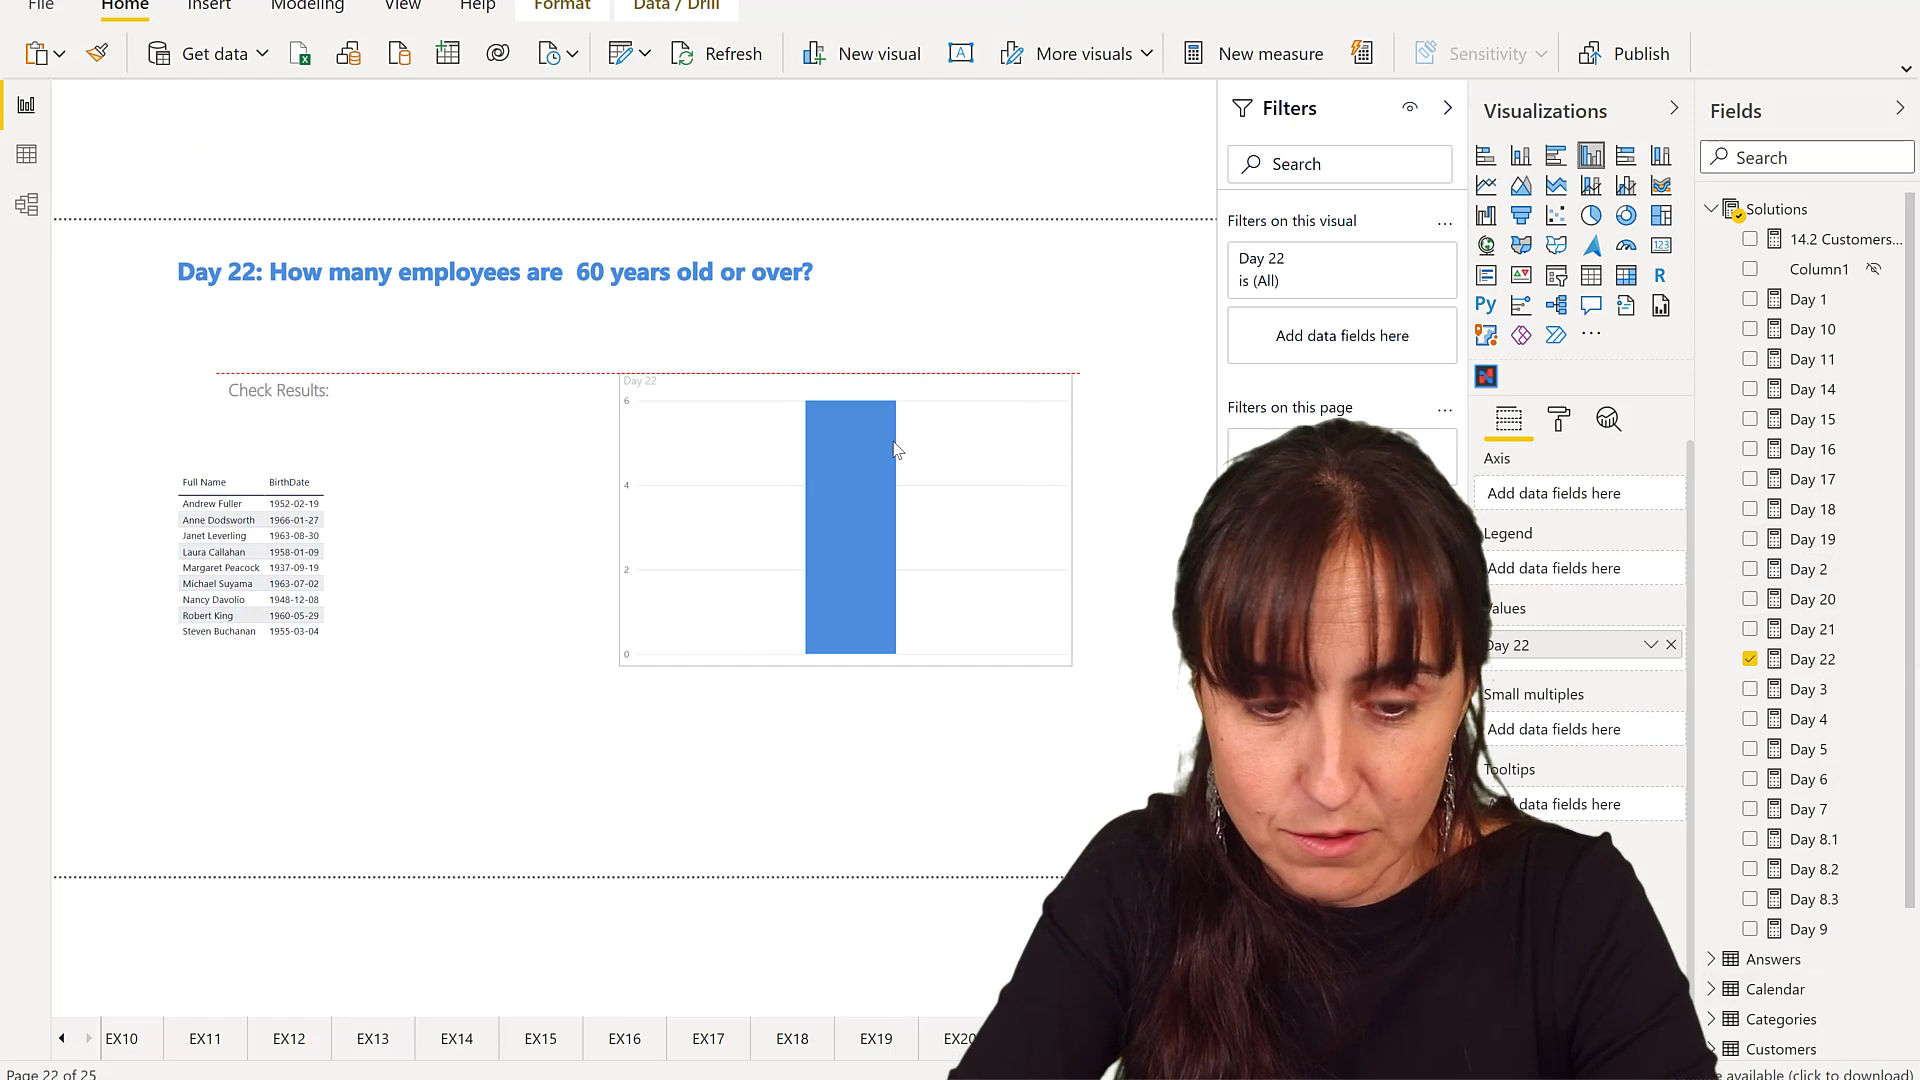 File Home Insert Modeling View Help Format Data / Drill
Get data Refresh New visual More visuals New measure Sensitivity Publish
Day 22: How many employees are 60 years old or over?
Check Results:
Full Name BirthDate
Andrew Fuller 1952-02-19
Anne Dodsworth 1966-01-27
Janet Leverling 1963-08-30
Laura Callahan 1958-01-09
Margaret Peacock 1937-09-19
Michael Suyama 1963-07-02
Nancy Davolio 1948-12-08
Robert King 1960-05-29
Steven Buchanan 1955-03-04
Day 22
6
4
2
0
Filters
Search
Filters on this visual
Day 22
is (All)
Add data fields here
Filters on this page
Visualizations
123
R
Py
Axis
Add data fields here
Legend
Add data fields here
Values
Day 22
Small multiples
Add data fields here
Tooltips
Add data fields here
Fields
Search
Solutions
14.2 Customers...
Column1
Day 1
Day 10
Day 11
Day 14
Day 15
Day 16
Day 17
Day 18
Day 19
Day 2
Day 20
Day 21
Day 22
Day 3
Day 4
Day 5
Day 6
Day 7
Day 8.1
Day 8.2
Day 8.3
Day 9
Answers
Calendar
Categories
Customers
EX10 EX11 EX12 EX13 EX14 EX15 EX16 EX17 EX18 EX19 EX20
Page 22 of 25
available (click to download)